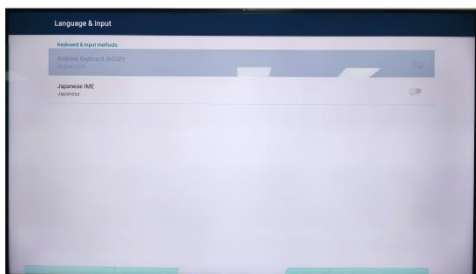 Language & input
Keyboard & input methods
Android Keyboard (AOSP)
Japanese IME
Japanese